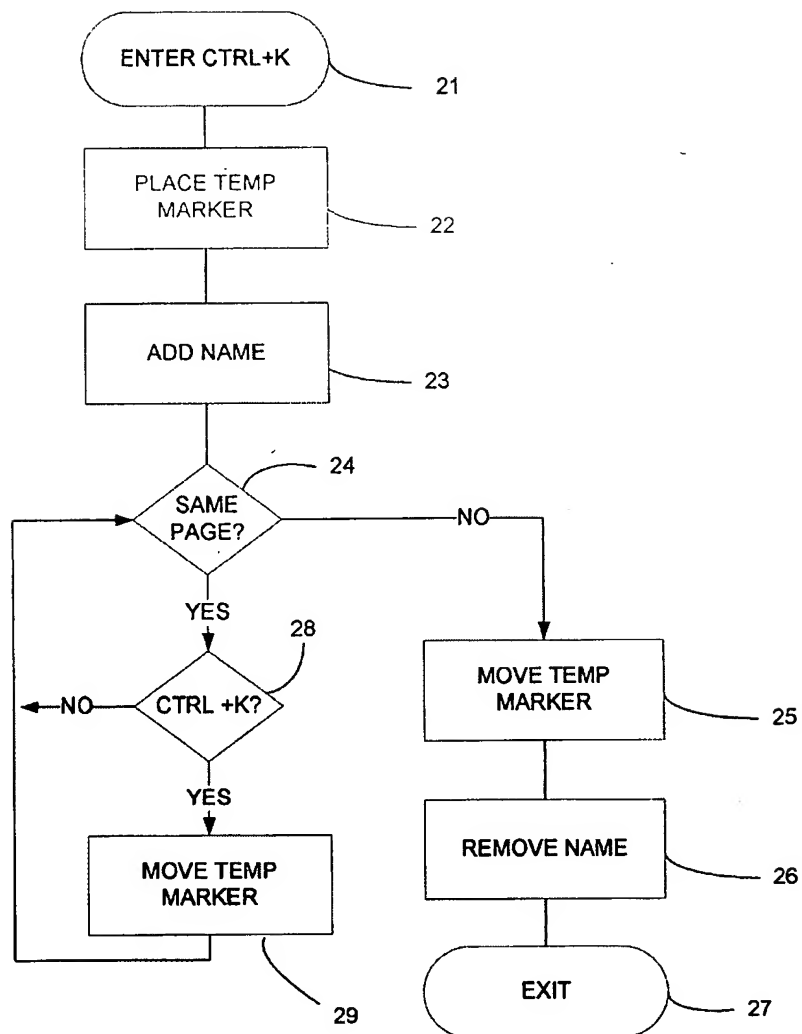 ENTER CTRL+K
21
PLACE TEMP
MARKER
22
ADD NAME
23
24
SAME
PAGE?
NO
YES
28
CTRL +K?
NO
YES
MOVE TEMP
MARKER
29
MOVE TEMP
MARKER
25
REMOVE NAME
26
EXIT
27